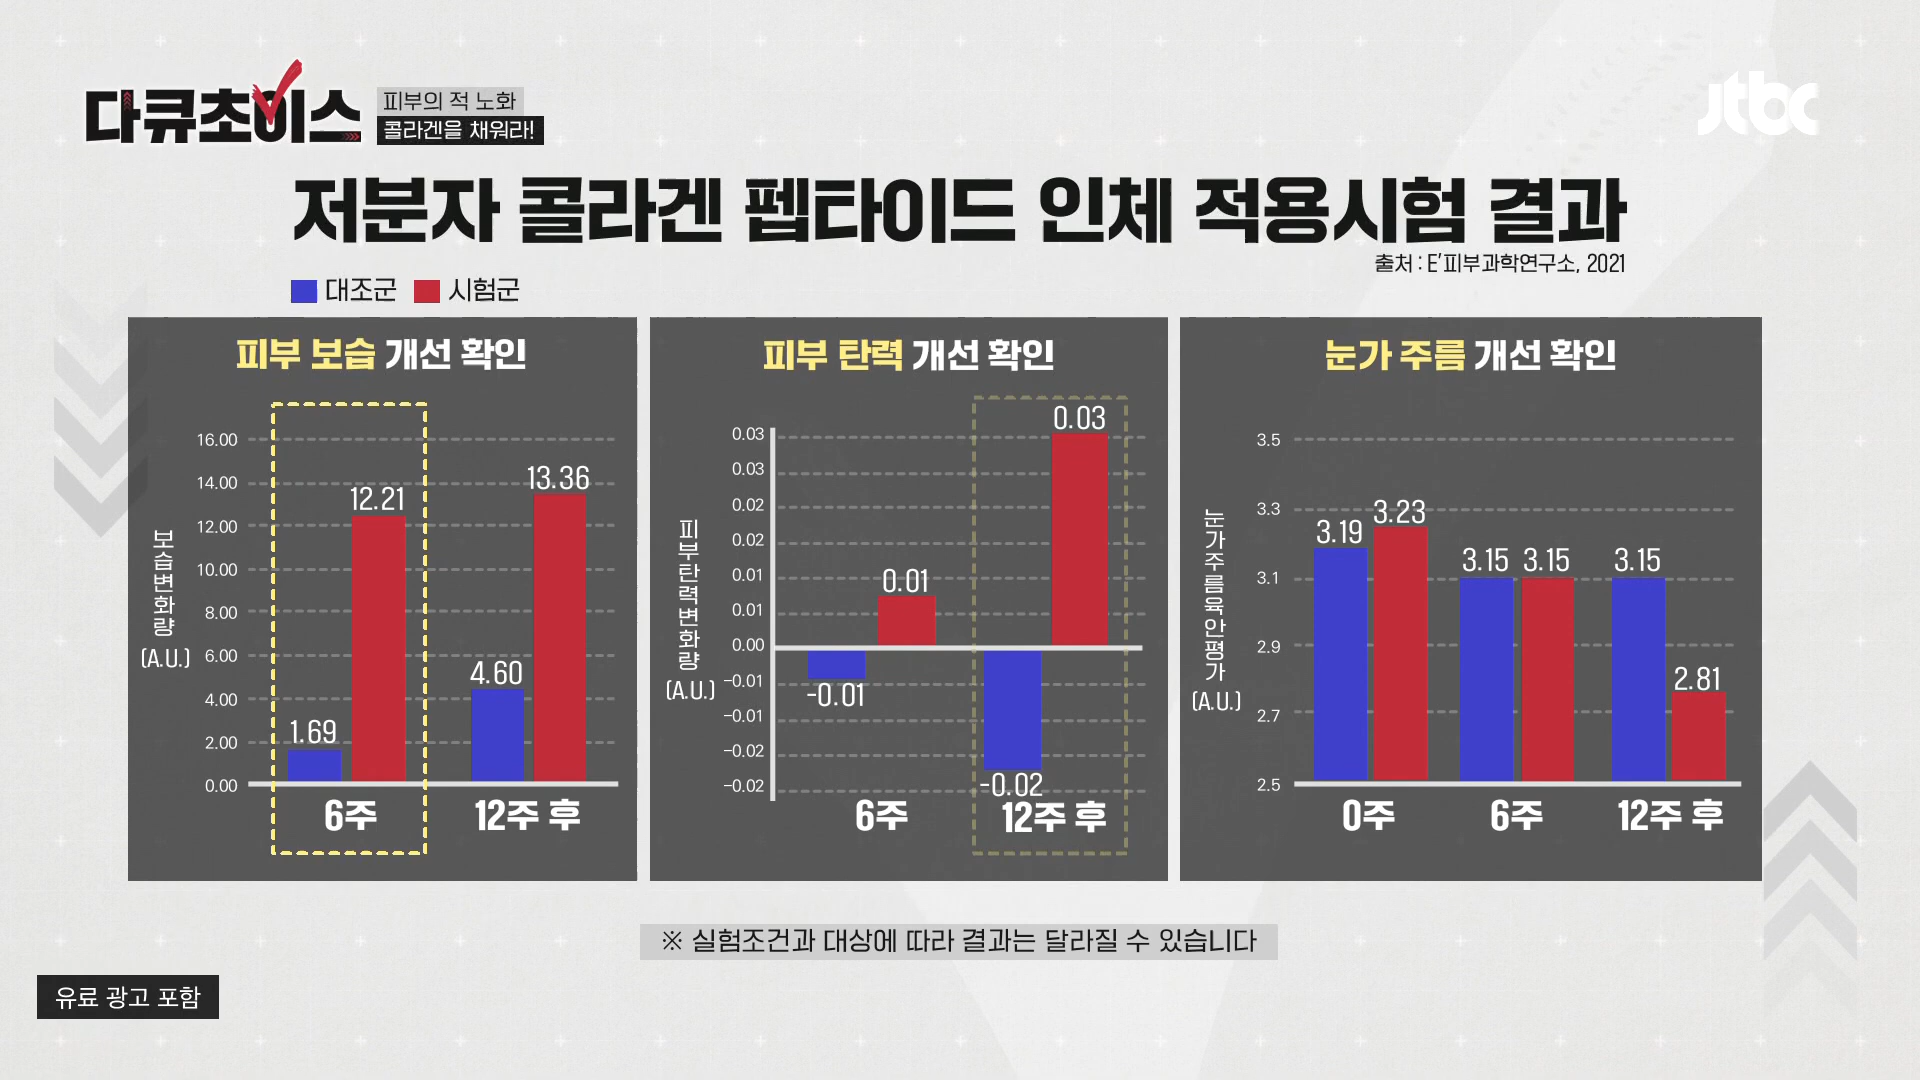 다큐초이스
피부의 적 노화
콜라겐을 채워라!
jtbc
저분자 콜라겐 펩타이드 인체 적용시험 결과
출처 : E'피부과학연구소, 2021
대조군 시험군
피부 보습 개선 확인
보습변화량
(A.U.)
16.00
14.00
12.00
10.00
8.00
6.00
4.00
2.00
0.00
1.69
12.21
4.60
13.36
6주
12주 후
피부 탄력 개선 확인
피부탄력변화량
(A.U.)
0.03
0.03
0.02
0.02
0.01
0.01
0.00
-0.01
-0.01
-0.02
-0.02
-0.01
0.01
-0.02
0.03
6주
12주 후
눈가 주름 개선 확인
눈가주름육안평가
(A.U.)
3.5
3.3
3.1
2.9
2.7
2.5
3.19
3.23
3.15
3.15
3.15
2.81
0주
6주
12주 후
※ 실험조건과 대상에 따라 결과는 달라질 수 있습니다
유료 광고 포함